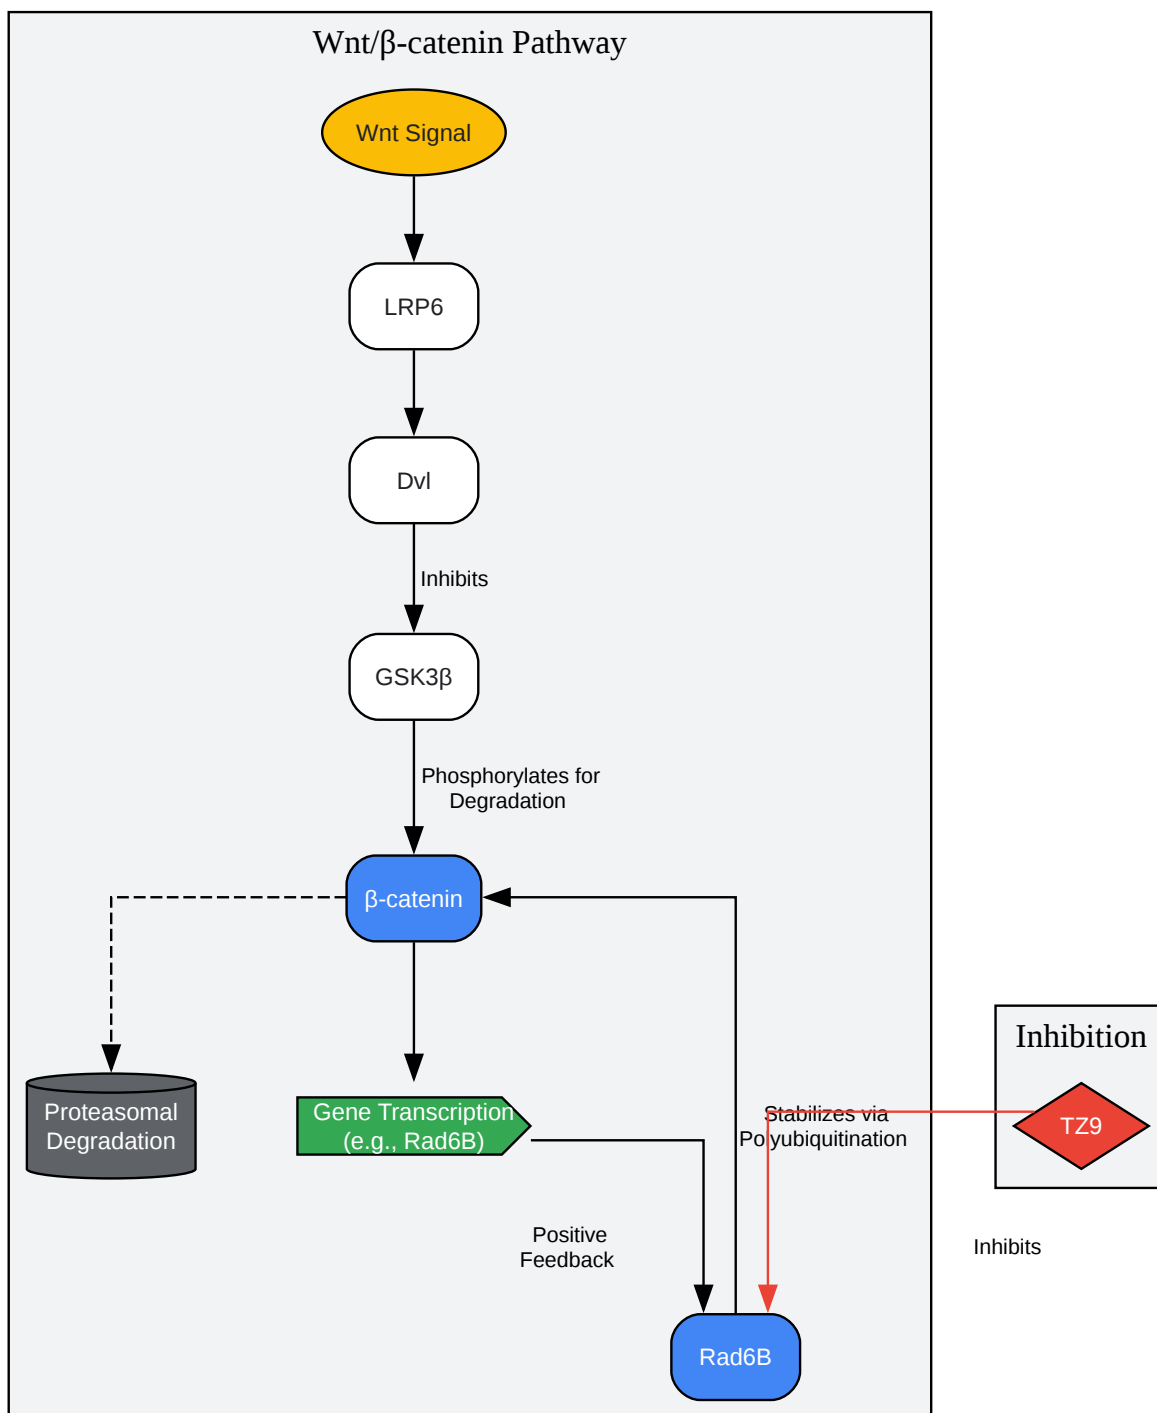 Wnt/β-catenin Pathway
Wnt Signal
LRP6
Dvl
Inhibits
GSK3β
Phosphorylates for
Degradation
β-catenin
Inhibition
Proteasomal
Degradation
Gene Transcription
(e.g., Rad6B)
Stabilizes via
Polyubiquitination
TZ9
Positive
Feedback
Inhibits
Rad6B